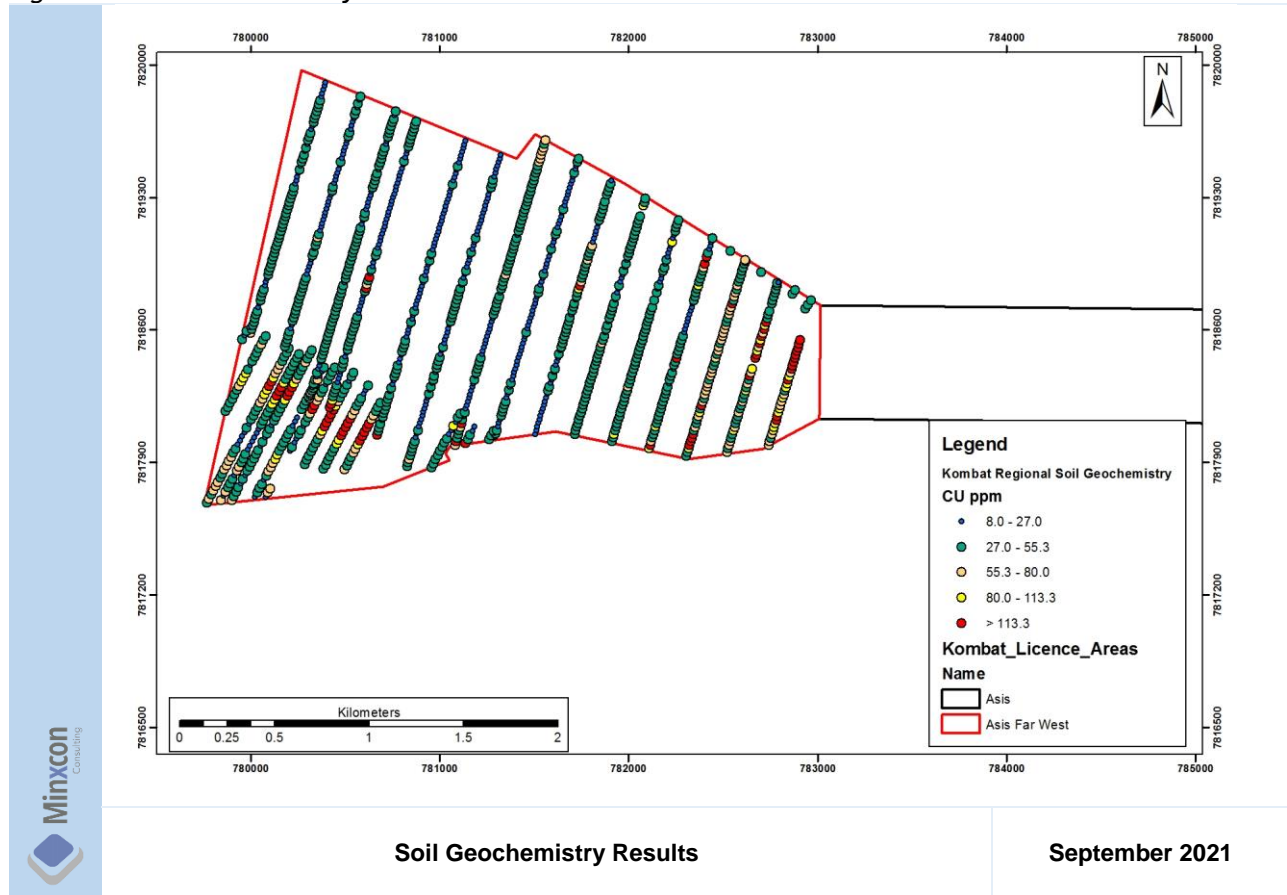 780000 781000 782000 783000 784000 785000
7820000 7820000
7819300 7819300
7818600 7818600
7817900 7817900
7817200 7817200
7816500 7816500
N
Legend
Kombat Regional Soil Geochemistry
CU ppm
8.0 - 27.0
27.0 - 55.3
55.3 - 80.0
80.0 - 113.3
> 113.3
Kombat_Licence_Areas
Name
Asis
Asis Far West
Kilometers
0 0.25 0.5 1 1.5 2
780000 781000 782000 783000 784000 785000
Minxcon
Consulting
Soil Geochemistry Results
September 2021